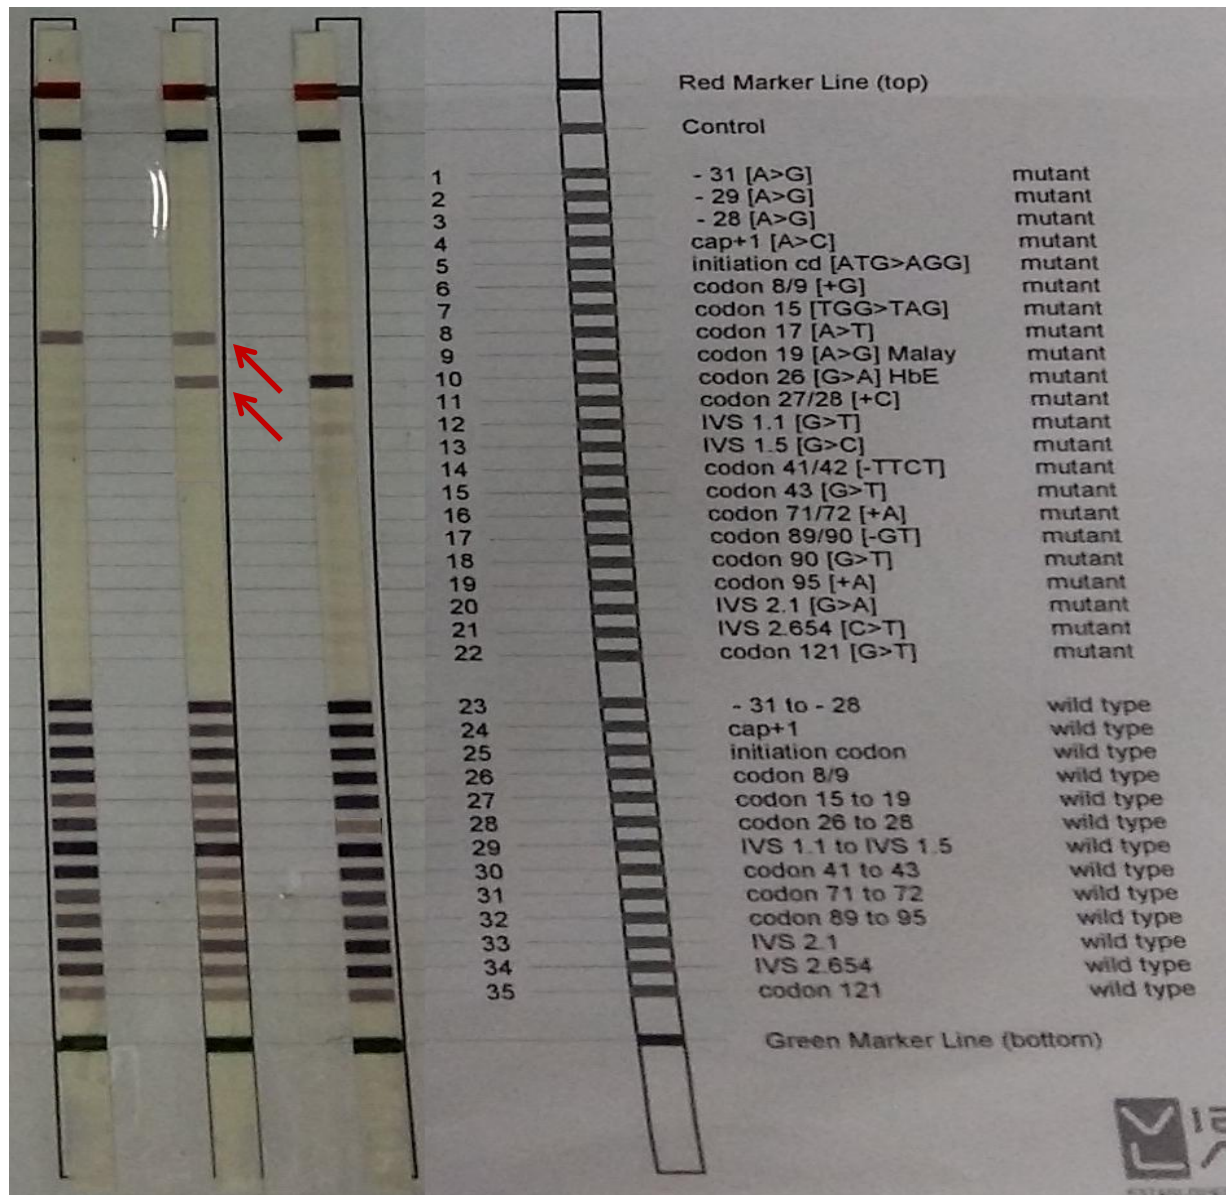 Red Marker Line (top)
Control
1 - 31 [A>G] mutant
2 - 29 [A>G] mutant
3 - 28 [A>G] mutant
4 cap+1 [A>C] mutant
5 initiation cd [ATG>AGG] mutant
6 codon 8/9 [+G] mutant
7 codon 15 [TGG>TAG] mutant
8 codon 17 [A>T] mutant
9 codon 19 [A>G] Malay mutant
10 codon 26 [G>A] HbE mutant
11 codon 27/28 [+C] mutant
12 IVS 1.1 [G>T] mutant
13 IVS 1.5 [G>C] mutant
14 codon 41/42 [-TTCT] mutant
15 codon 43 [G>T] mutant
16 codon 71/72 [+A] mutant
17 codon 89/90 [-GT] mutant
18 codon 90 [G>T] mutant
19 codon 95 [+A] mutant
20 IVS 2.1 [G>A] mutant
21 IVS 2.654 [C>T] mutant
22 codon 121 [G>T] mutant
23 - 31 to - 28 wild type
24 cap+1 wild type
25 initiation codon wild type
26 codon 8/9 wild type
27 codon 15 to 19 wild type
28 codon 26 to 28 wild type
29 IVS 1.1 to IVS 1.5 wild type
30 codon 41 to 43 wild type
31 codon 71 to 72 wild type
32 codon 89 to 95 wild type
33 IVS 2.1 wild type
34 IVS 2.654 wild type
35 codon 121 wild type
Green Marker Line (bottom)